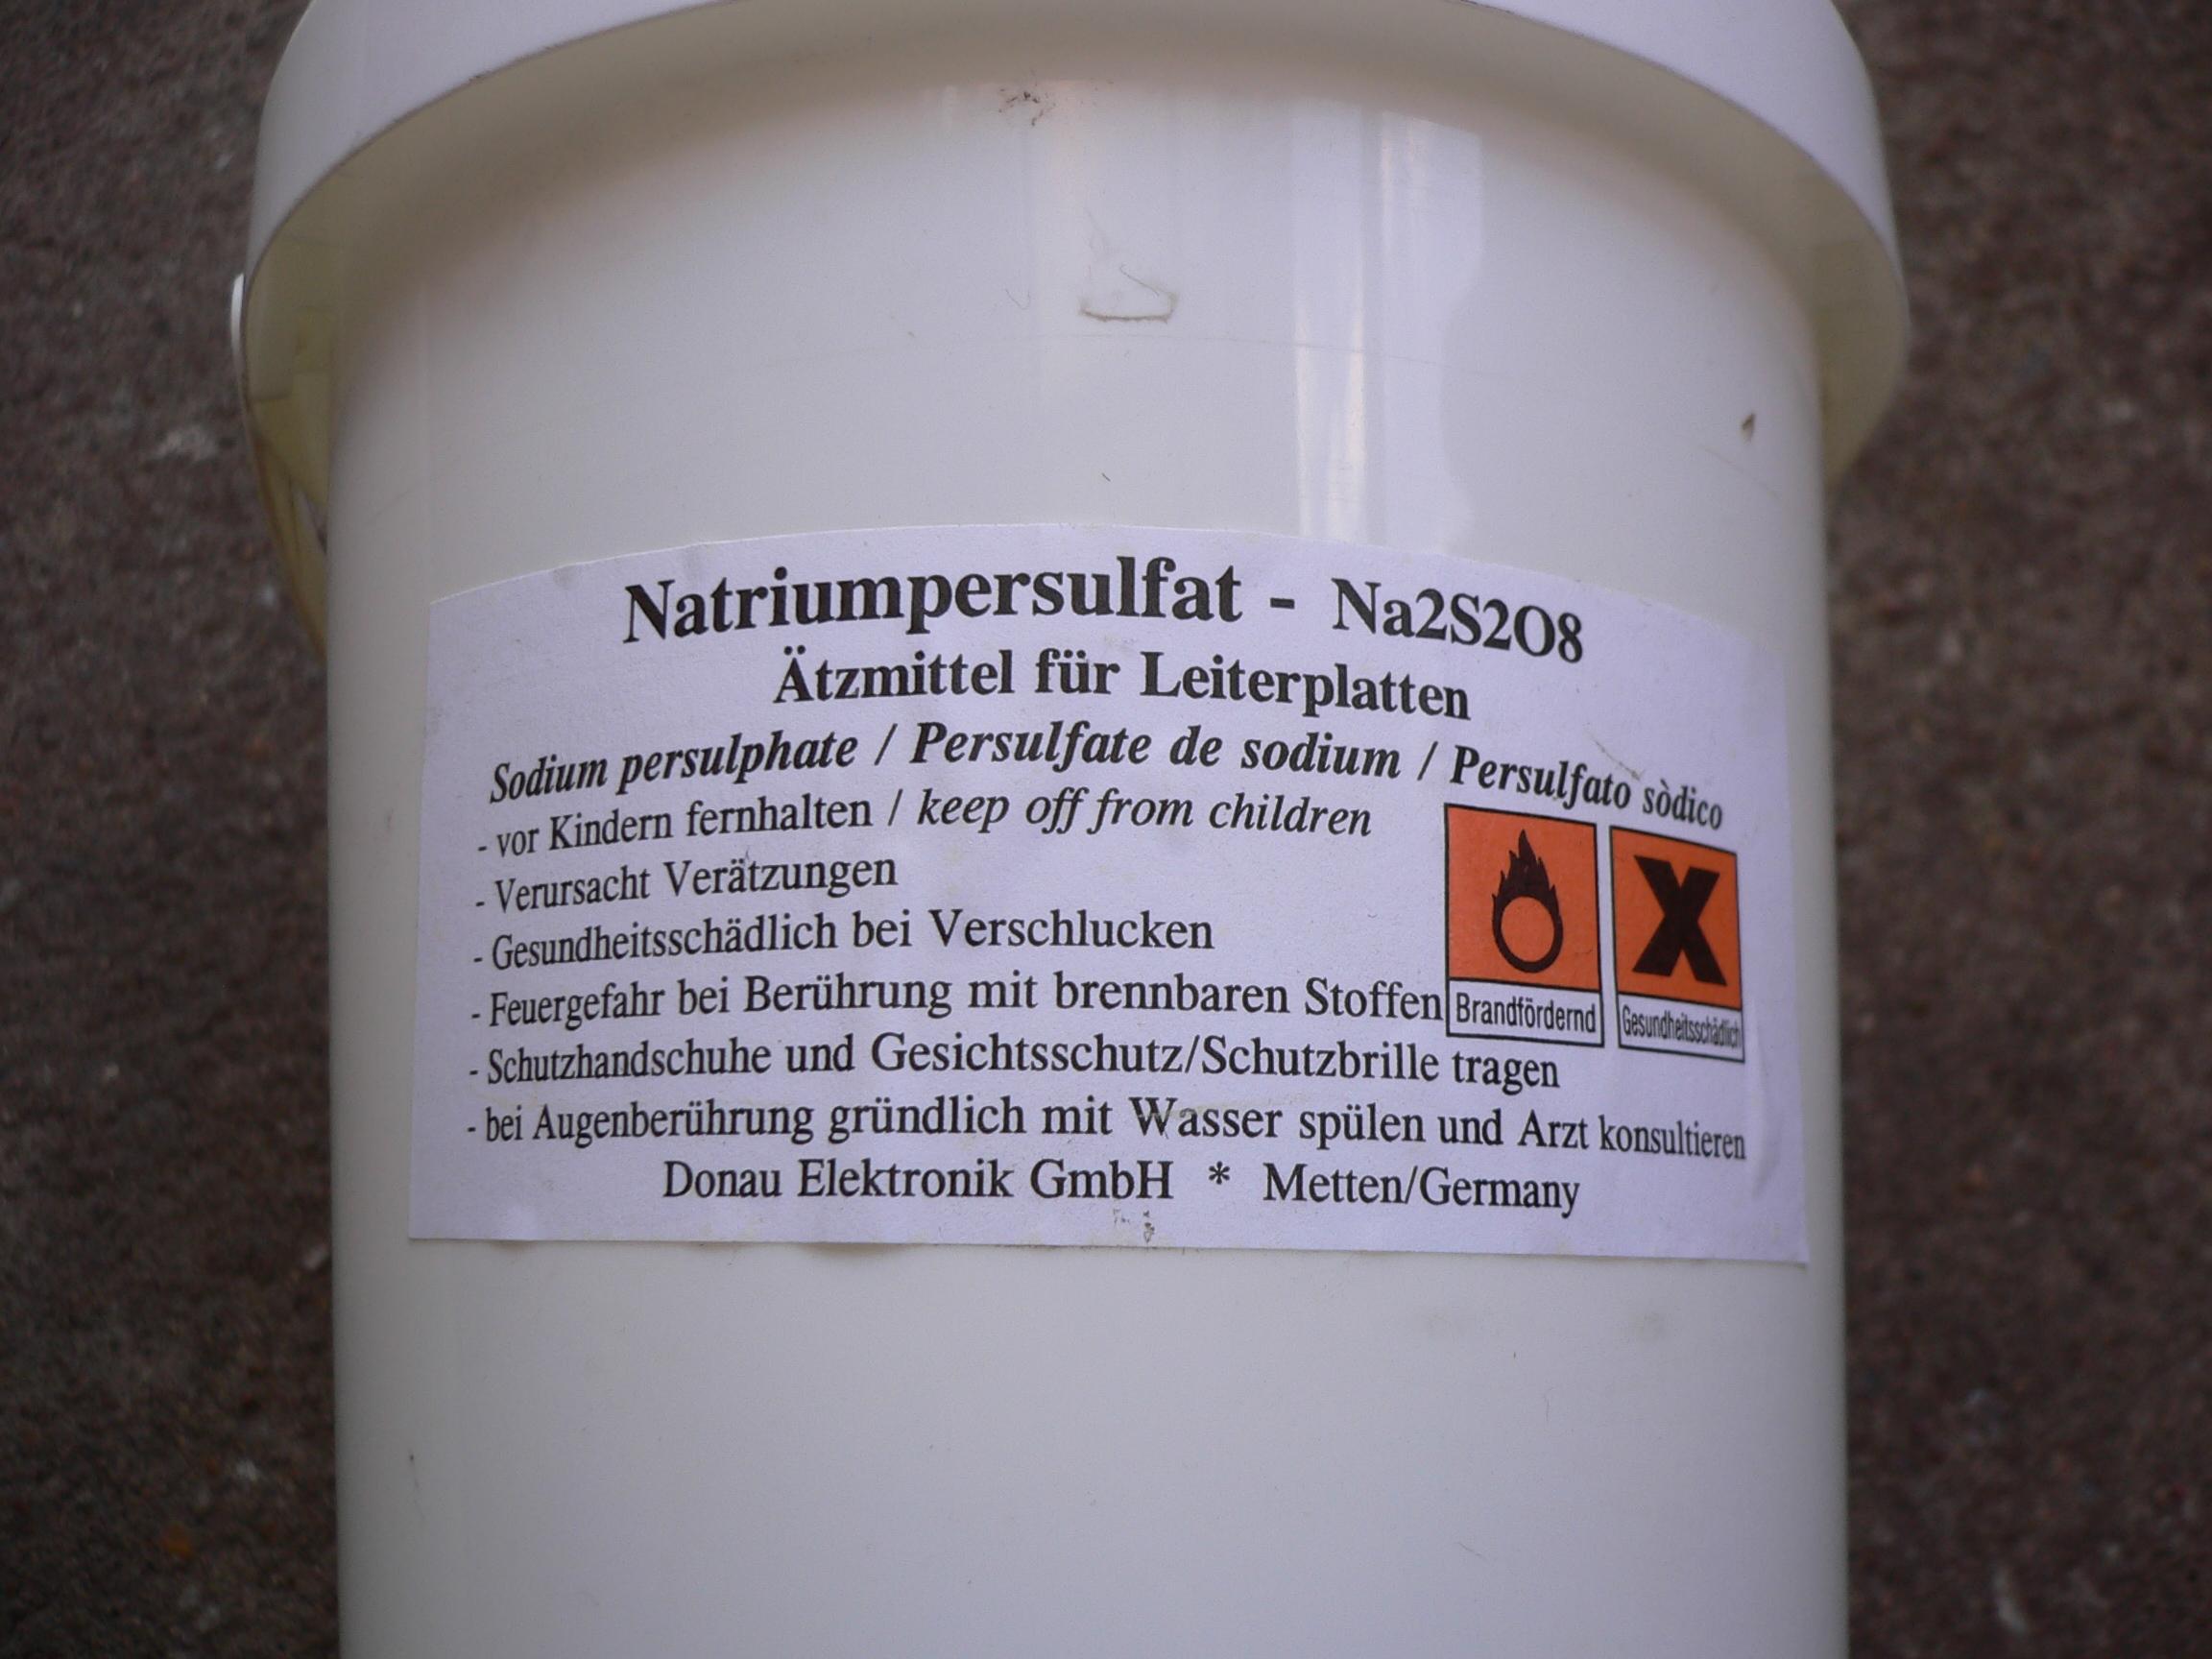 Natriumpersulfat - Na2S2O8
Ätzmittel für Leiterplatten
Sodium persulphate / Persulfate de sodium / Persulfato sòdico
- vor Kindern fernhalten / keep off from children
- Verursacht Verätzungen
- Gesundheitsschädlich bei Verschlucken
- Feuergefahr bei Berührung mit brennbaren Stoffen
Brandfördernd
Gesundheitsschädlich
- Schutzhandschuhe und Gesichtsschutz/Schutzbrille tragen
- bei Augenberührung gründlich mit Wasser spülen und Arzt konsultieren
Donau Elektronik GmbH * Metten/Germany